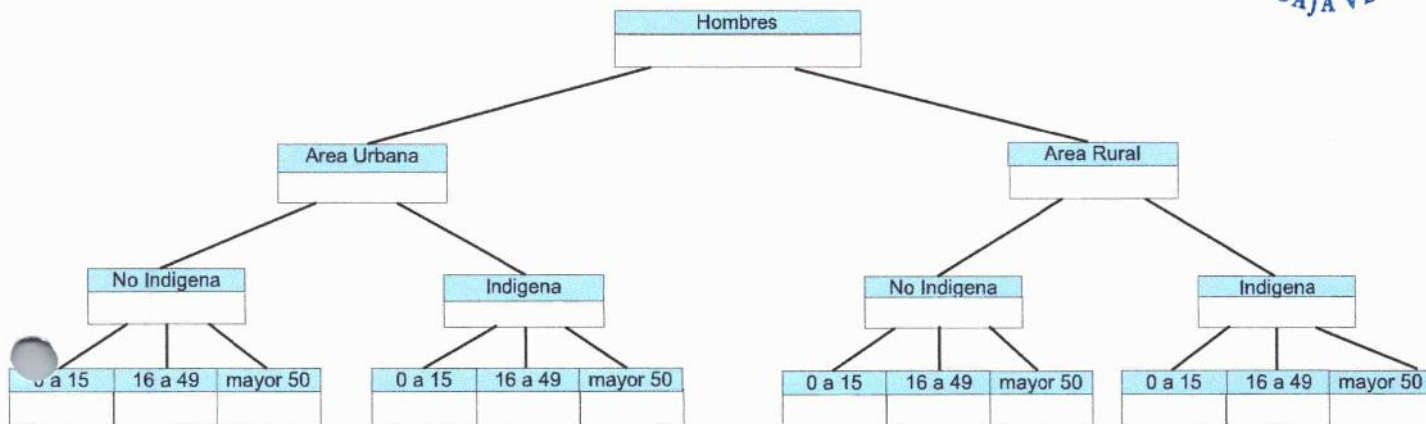 Hombres
Area Urbana
Area Rural
No Indigena
Indigena
No Indigena
Indigena
0 a 15 16 a 49 mayor 50
0 a 15 16 a 49 mayor 50
0 a 15 16 a 49 mayor 50
0 a 15 16 a 49 mayor 50